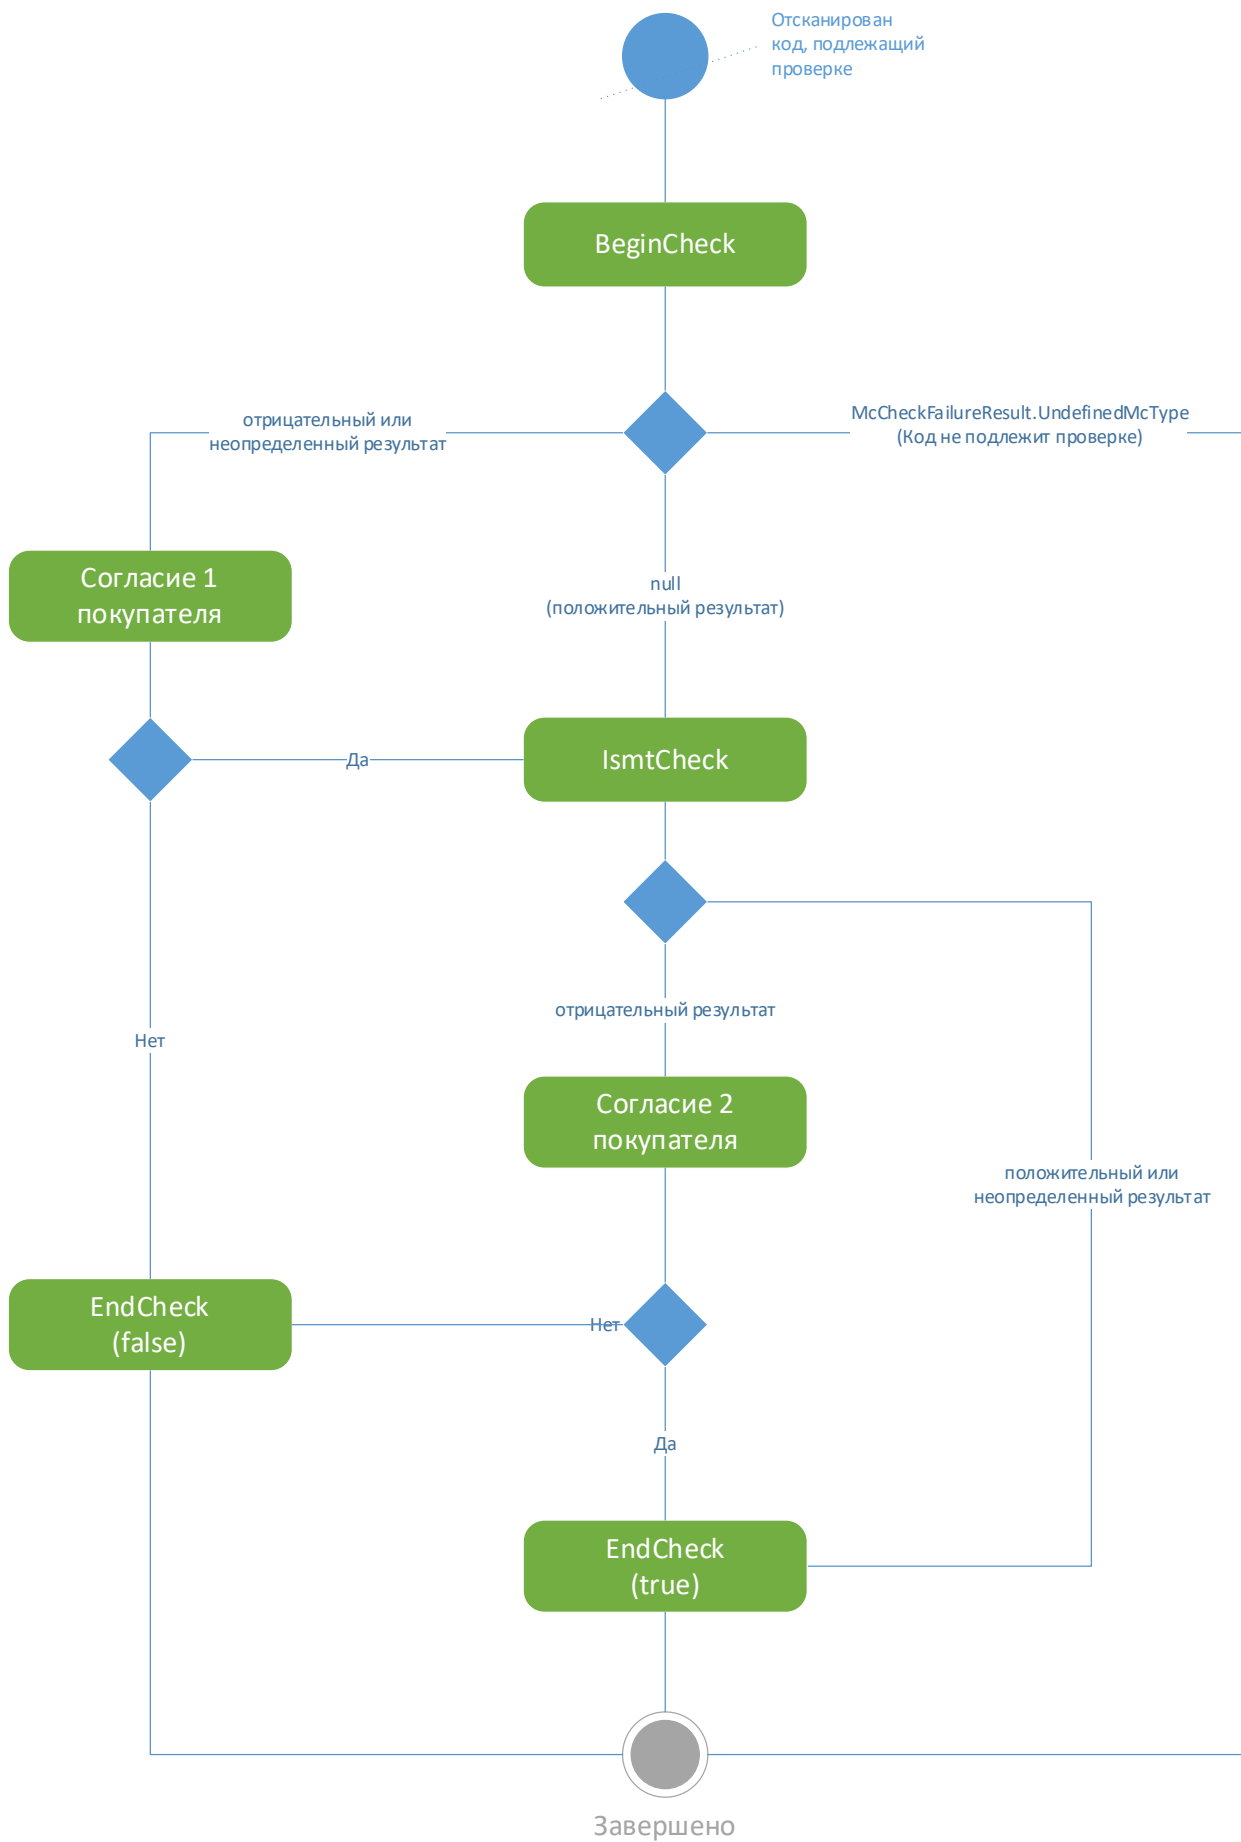 Отсканирован
код, подлежащий
проверке
BeginCheck
отрицательный или
неопределенный результат
McCheckFailureResult.UndefinedMcType
(Код не подлежит проверке)
Согласие 1
покупателя
null
(положительный результат)
Да
IsmtCheck
отрицательный результат
Нет
Согласие 2
покупателя
положительный или
неопределенный результат
EndCheck
(false)
Нет
Да
EndCheck
(true)
Завершено